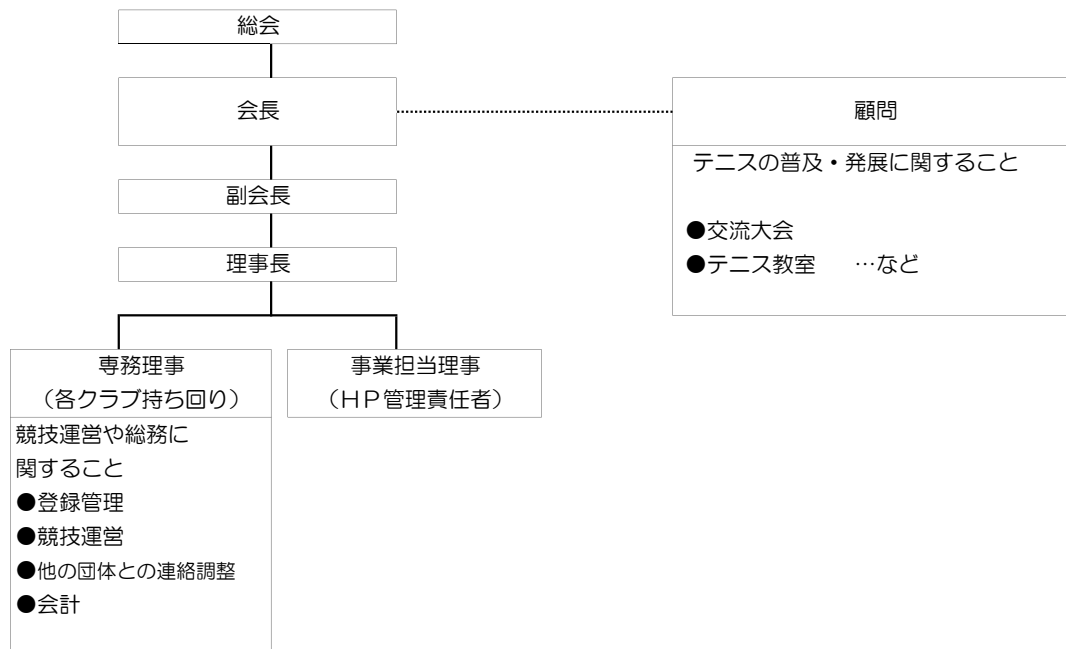 総会
会長
顧問
テニスの普及・発展に関すること
●交流大会
●テニス教室　…など
副会長
理事長
専務理事
（各クラブ持ち回り）
競技運営や総務に
関すること
●登録管理
●競技運営
●他の団体との連絡調整
●会計
事業担当理事
（ＨＰ管理責任者）